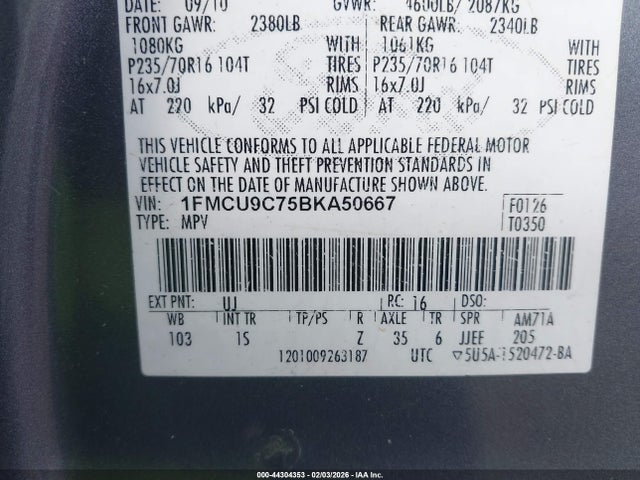 DATE: 09/10 GVWR: 4600LB/ 2087KG
FRONT GAWR: 2380LB REAR GAWR: 2340LB
1080KG WITH 1061KG WITH
P235/70R16 104T TIRES P235/70R16 104T TIRES
16x7.0J RIMS 16x7.0J RIMS
AT 220 kPa/ 32 PSI COLD AT 220 kPa/ 32 PSI COLD
THIS VEHICLE CONFORMS TO ALL APPLICABLE FEDERAL MOTOR
VEHICLE SAFETY AND THEFT PREVENTION STANDARDS IN
EFFECT ON THE DATE OF MANUFACTURE SHOWN ABOVE.
VIN: 1FMCU9C75BKA50667 F0126
TYPE: MPV T0350
EXT PNT: UJ RC: 16 DSO:
WB INT TR TP/PS R AXLE TR SPR AM71A
103 1S Z 35 6 JJEF 205
1201009263187 UTC ▽5U5A-1520472-BA
000-44304353 - 02/03/2026 - IAA Inc.